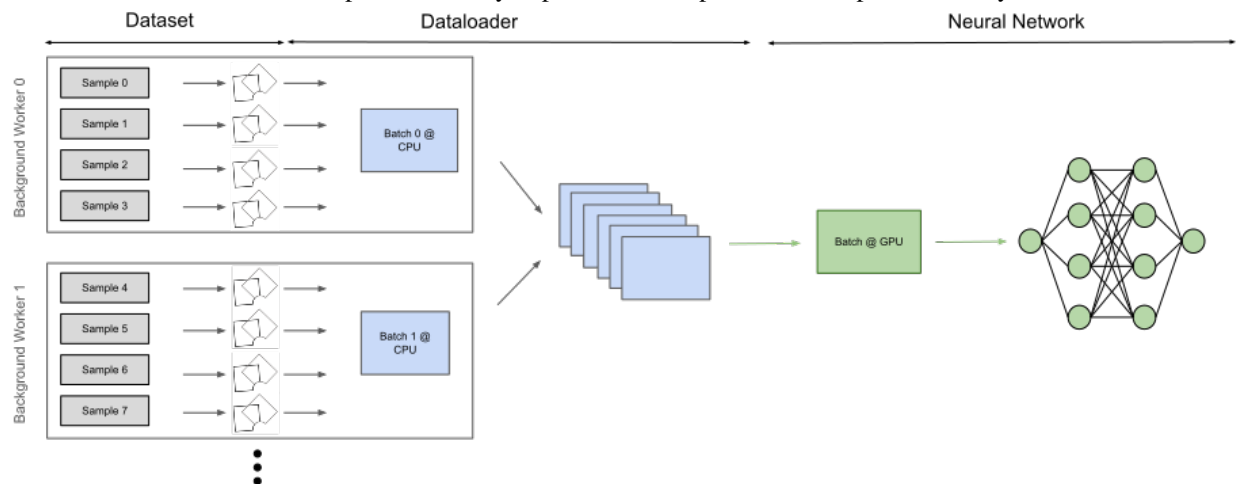 Dataset
Dataloader
Neural Network
Background Worker 0
Sample 0
Sample 1
Sample 2
Sample 3
Batch 0 @
CPU
Background Worker 1
Sample 4
Sample 5
Sample 6
Sample 7
Batch 1 @
CPU
Batch @ GPU